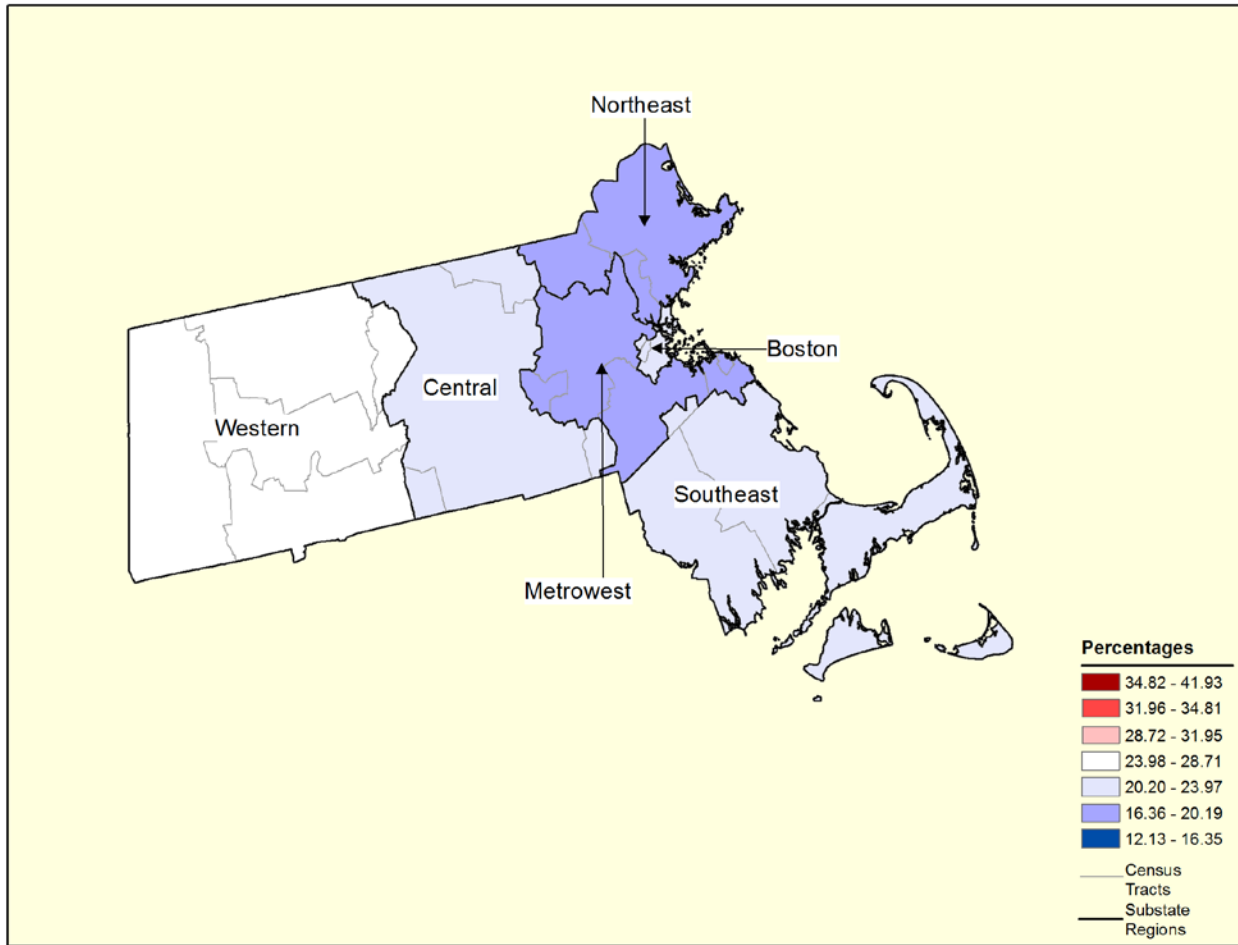 Northeast
Boston
Central
Western
Southeast
Metrowest
Percentages
34.82 - 41.93
31.96 - 34.81
28.72 - 31.95
23.98 - 28.71
20.20 - 23.97
16.36 - 20.19
12.13 - 16.35
Census
Tracts
Substate
Regions